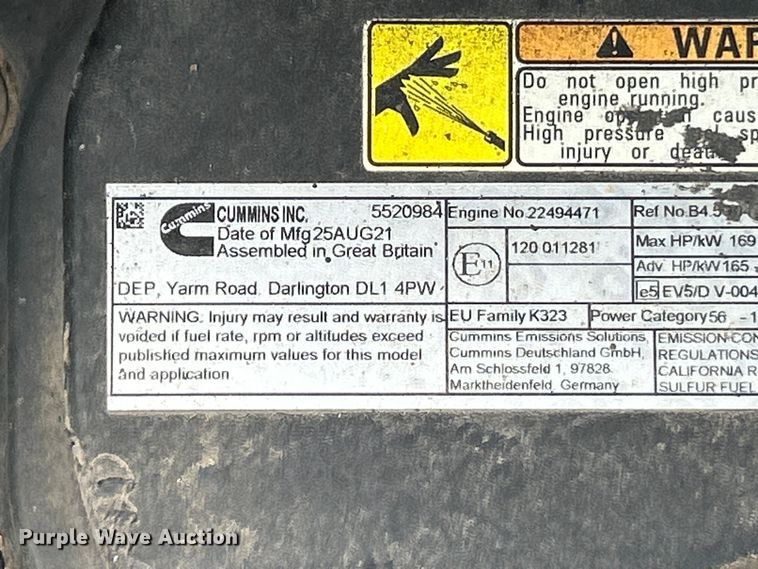 WAR
Do not open high pr
engine running.
Engine caus
High pressure sp
injury or death
Cummins
CUMMINS INC. 5520984
Date of Mfg 25AUG21
Assembled in Great Britain
DEP, Yarm Road. Darlington DL1 4PW
WARNING: Injury may result and warranty is
voided if fuel rate, rpm or altitudes exceed
published maximum values for this model
and application.
Engine No.22494471
Ref No.B4.5
E11
120 011281
Max HP/kW 169
Adv. HP/kW 165
e5 EV5/D V-004
EU Family K323
Power Category 56 -1
Cummins Emissions Solutions,
Cummins Deutschland GmbH,
Am Schlossfeld 1, 97828
Marktheidenfeld, Germany
EMISSION CON
REGULATIONS
CALIFORNIA R
SULFUR FUEL
Purple Wave Auction